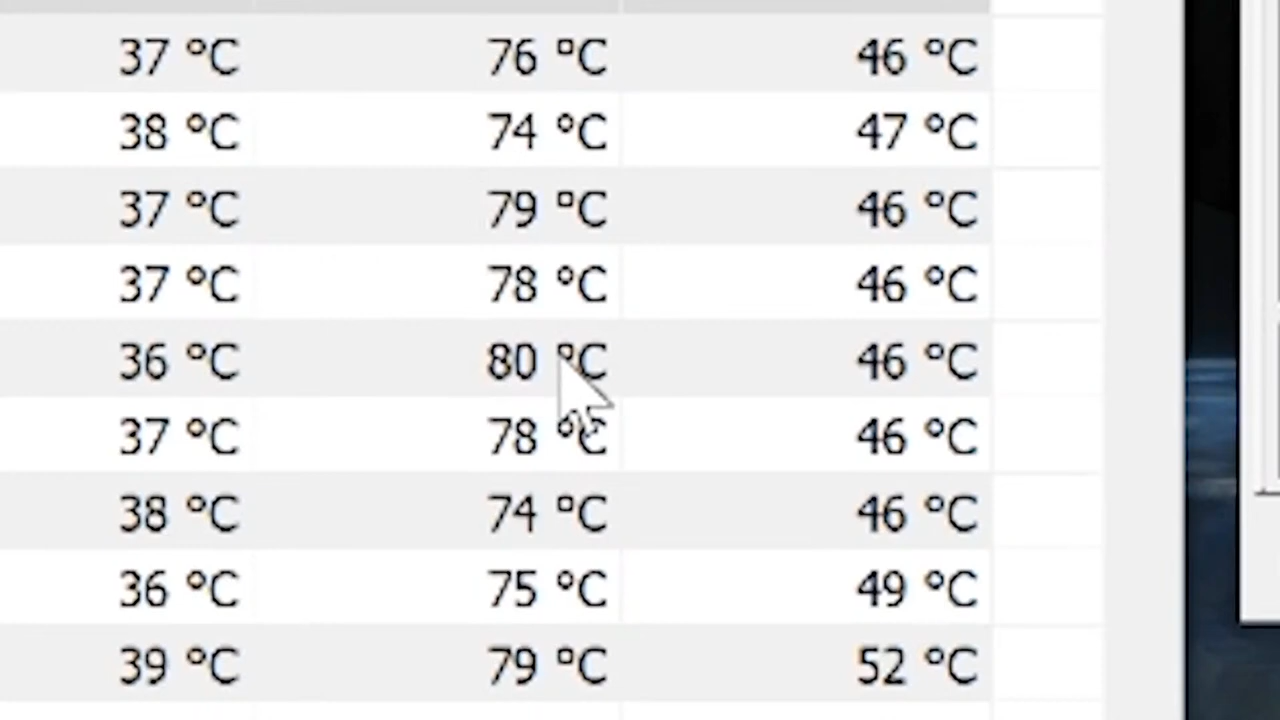 37 °C 76 °C 46 °C
38 °C 74 °C 47 °C
37 °C 79 °C 46 °C
37 °C 78 °C 46 °C
36 °C 80 °C 46 °C
37 °C 78 °C 46 °C
38 °C 74 °C 46 °C
36 °C 75 °C 49 °C
39 °C 79 °C 52 °C